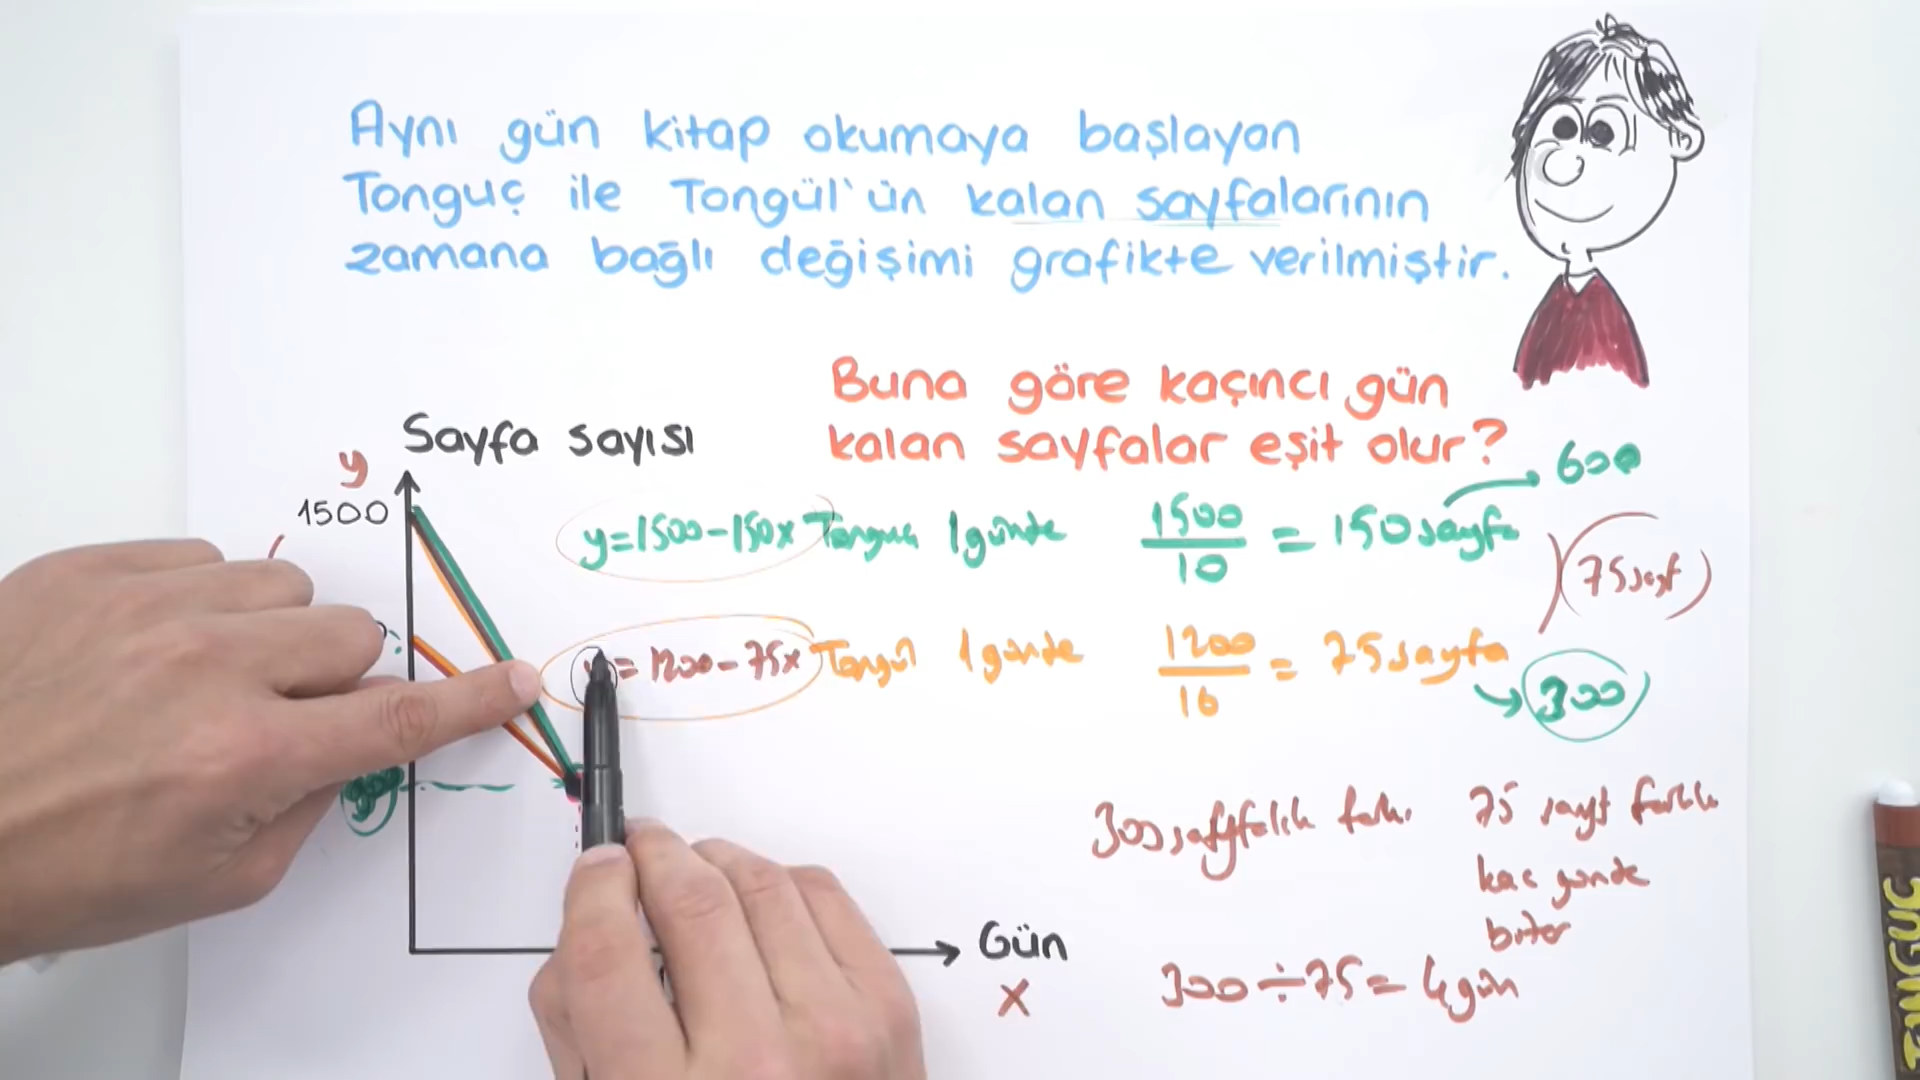 Aynı gün kitap okumaya başlayan
Tonguç ile Tongül'ün kalan sayfalarının
zamana bağlı değişimi grafikte verilmiştir.
Buna göre kaçıncı gün
kalan sayfalar eşit olur?
Sayfa sayısı
y
1500
y=1500-150x Tonguç 1 günde 1500/10 = 150 sayfa
600
75 sayf
= 1200-75x Tongül 1 günde 1200/16 = 75 sayfa
300
300 sayfalık fark.
75 sayf farkı
kaç günde
biter
300÷75= 4 gün
Gün
x
TONGUÇ